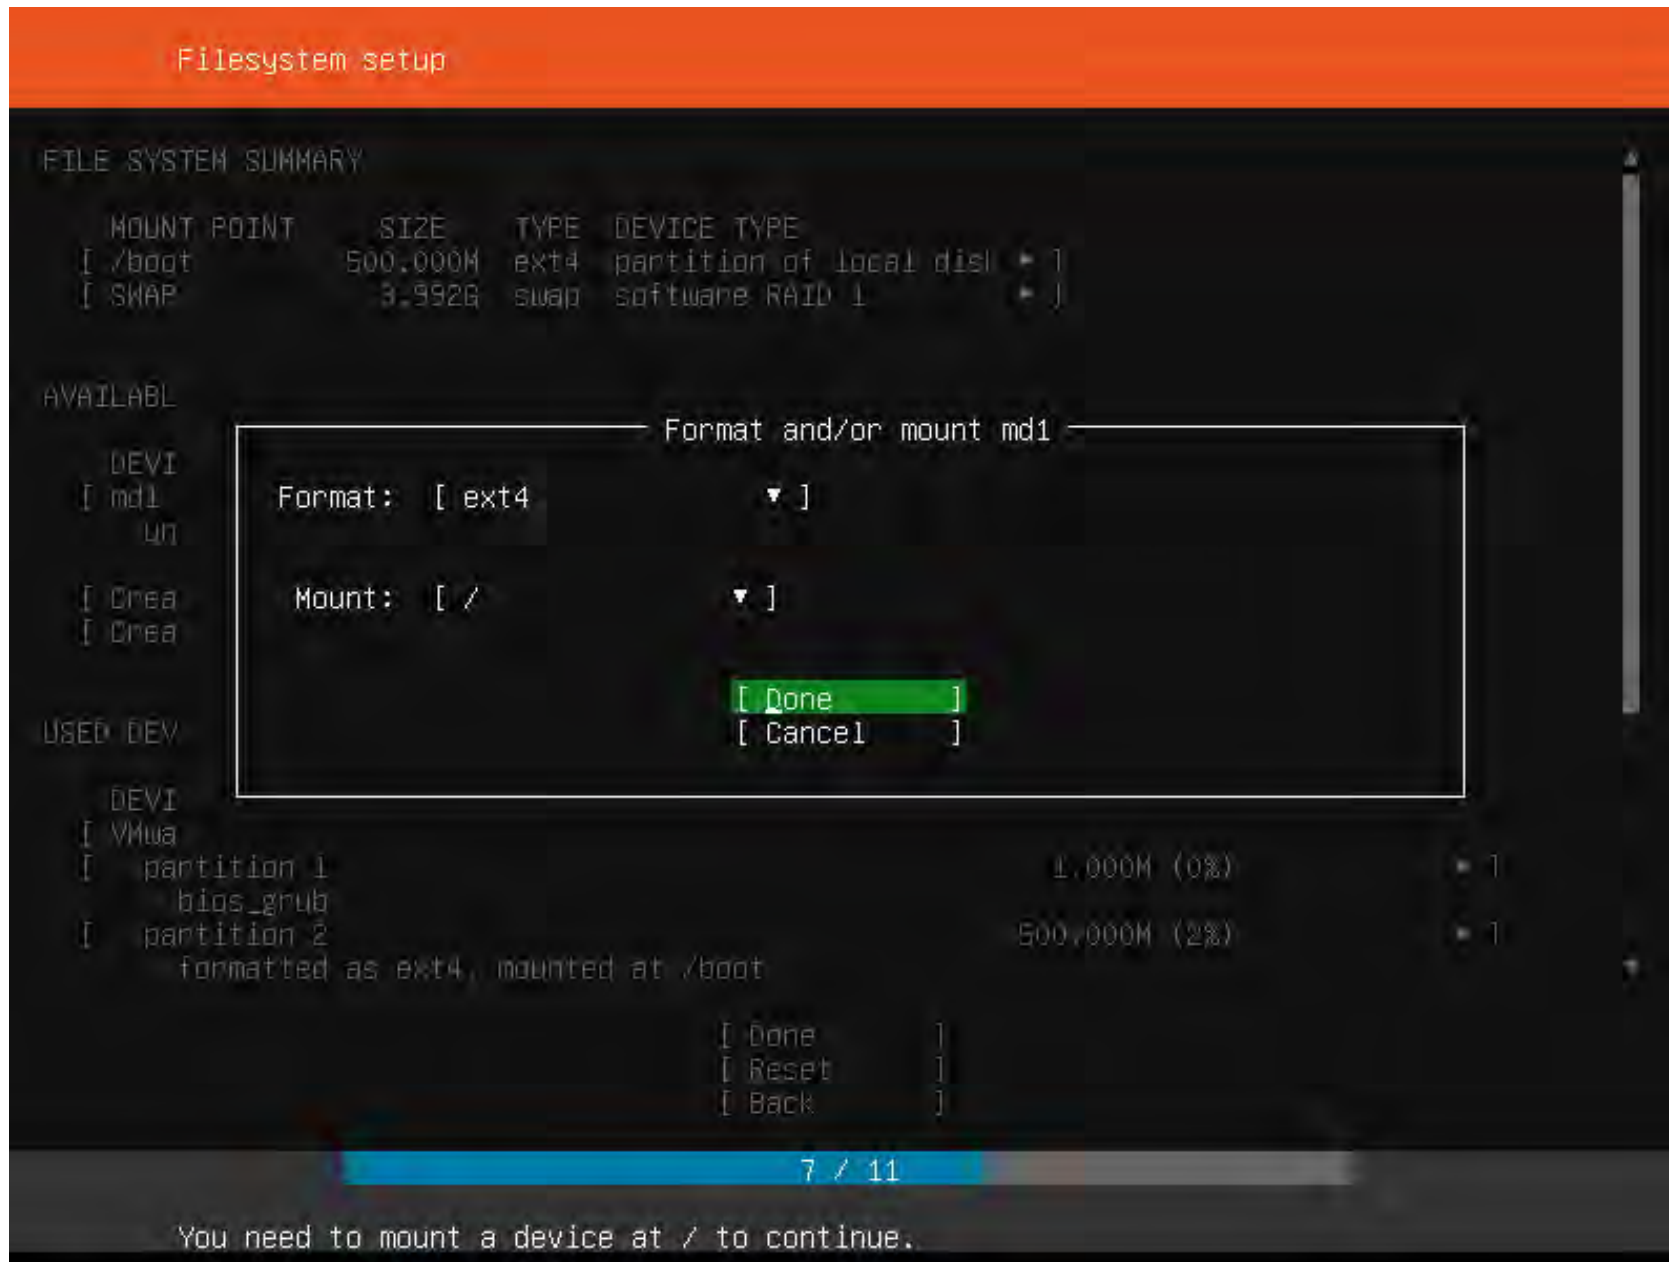 Filesystem setup
FILE SYSTEM SUMMARY
MOUNT POINT SIZE TYPE DEVICE TYPE
[ /boot 500.000M ext4 partition of local disk ▸ ]
[ SWAP 3.992G swap software RAID 1 ▸ ]
AVAILABL
Format and/or mount md1
DEVI
[ md1
Format: [ ext4 ▾ ]
un
[ Crea
Mount: [ / ▾ ]
[ Crea
[ Done ]
USED DEV
[ Cancel ]
DEVI
[ VMwa
[ partition 1 1.000M (0%) ▸ ]
bios_grub
[ partition 2 500.000M (2%) ▸ ]
formatted as ext4, mounted at /boot
[ Done ]
[ Reset ]
[ Back ]
7 / 11
You need to mount a device at / to continue.